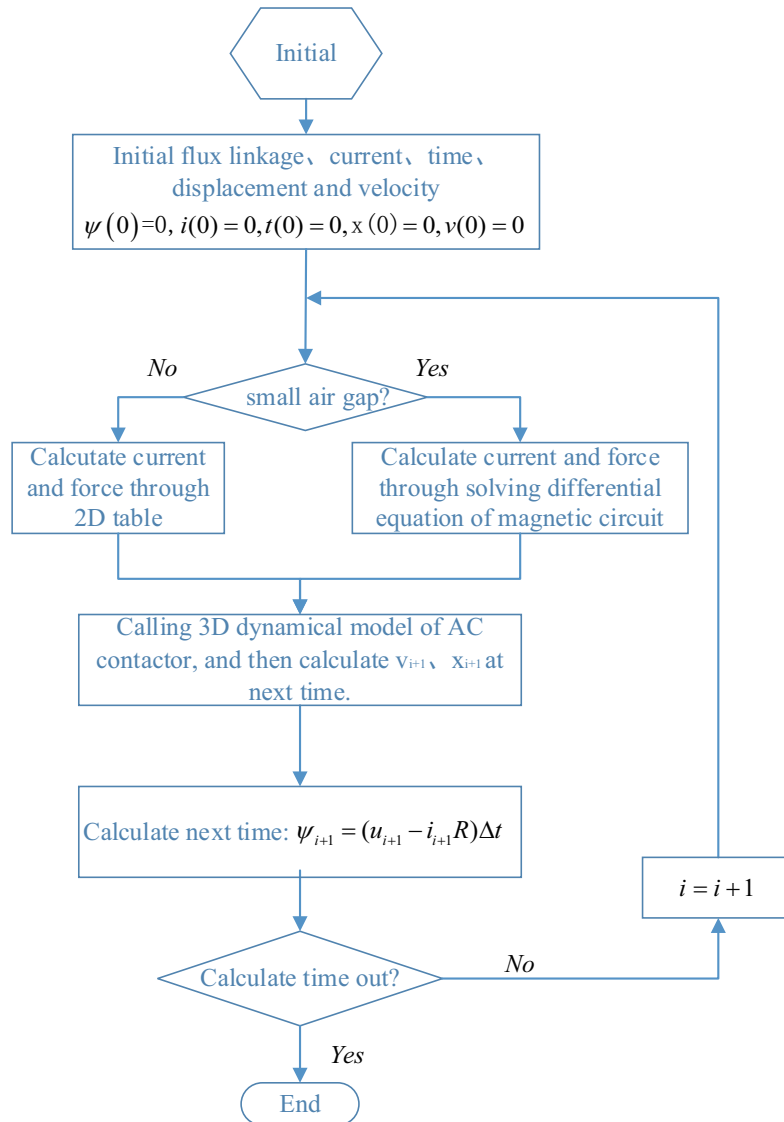 Initial
Initial flux linkage、current、time、
displacement and velocity
ψ(0)=0, i(0) = 0, t(0) = 0, x (0) = 0, v(0) = 0
No
Yes
small air gap?
Calcutate current
and force through
2D table
Calculate current and force
through solving differential
equation of magnetic circuit
Calling 3D dynamical model of AC
contactor, and then calculate vᵢ₊₁、 xᵢ₊₁ at
next time.
Calculate next time: ψᵢ₊₁ = (uᵢ₊₁ − iᵢ₊₁R)Δt
i = i + 1
Calculate time out?
No
Yes
End